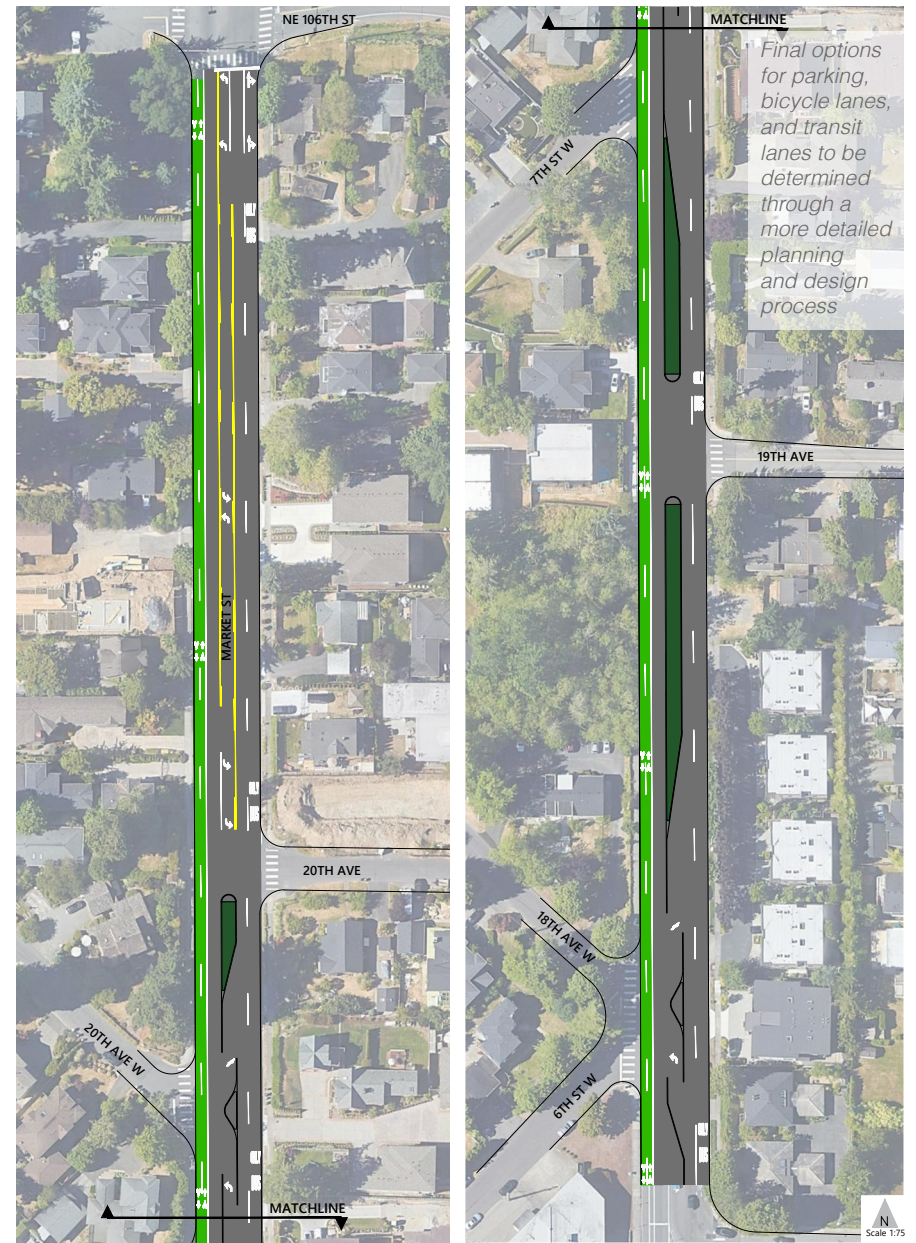 NE 106TH ST
MARKET ST
20TH AVE
20TH AVE W
MATCHLINE
MATCHLINE
Final options
for parking,
bicycle lanes,
and transit
lanes to be
determined
through a
more detailed
planning
and design
process
7TH ST W
19TH AVE
18TH AVE W
6TH ST W
N
Scale 1:75